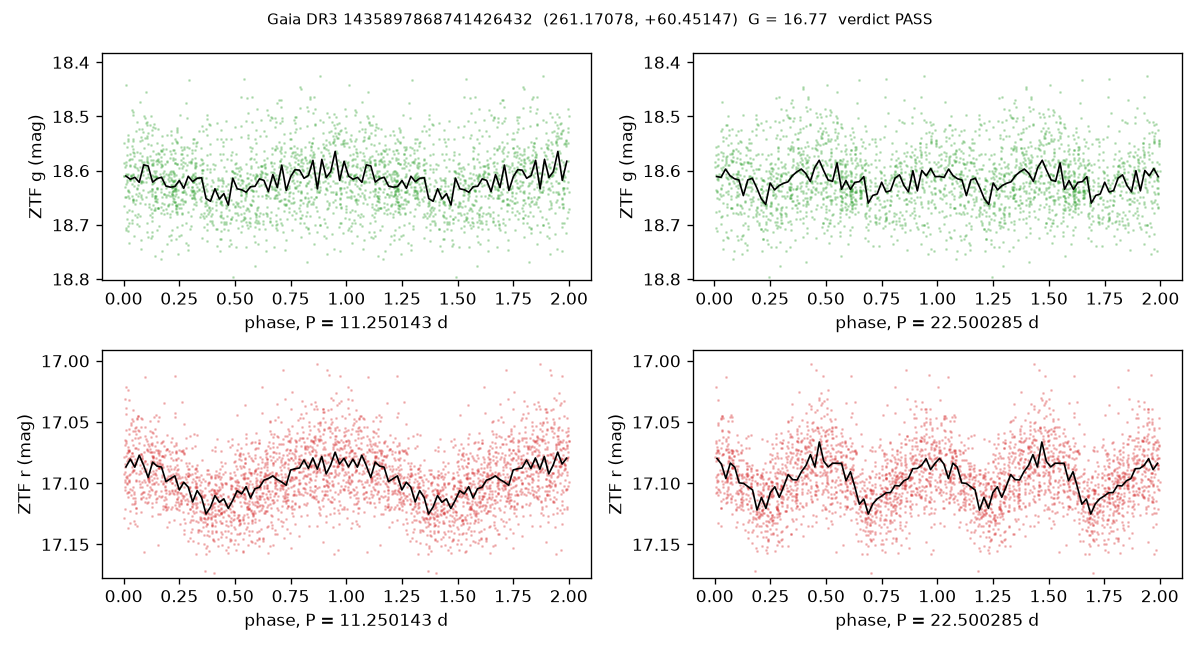 Gaia DR3 1435897868741426432 (261.17078, +60.45147) G = 16.77 verdict PASS
ZTF g (mag)
18.4
18.5
18.6
18.7
18.8
0.00 0.25 0.50 0.75 1.00 1.25 1.50 1.75 2.00
phase, P = 11.250143 d
ZTF g (mag)
18.4
18.5
18.6
18.7
18.8
0.00 0.25 0.50 0.75 1.00 1.25 1.50 1.75 2.00
phase, P = 22.500285 d
ZTF r (mag)
17.00
17.05
17.10
17.15
0.00 0.25 0.50 0.75 1.00 1.25 1.50 1.75 2.00
phase, P = 11.250143 d
ZTF r (mag)
17.00
17.05
17.10
17.15
0.00 0.25 0.50 0.75 1.00 1.25 1.50 1.75 2.00
phase, P = 22.500285 d